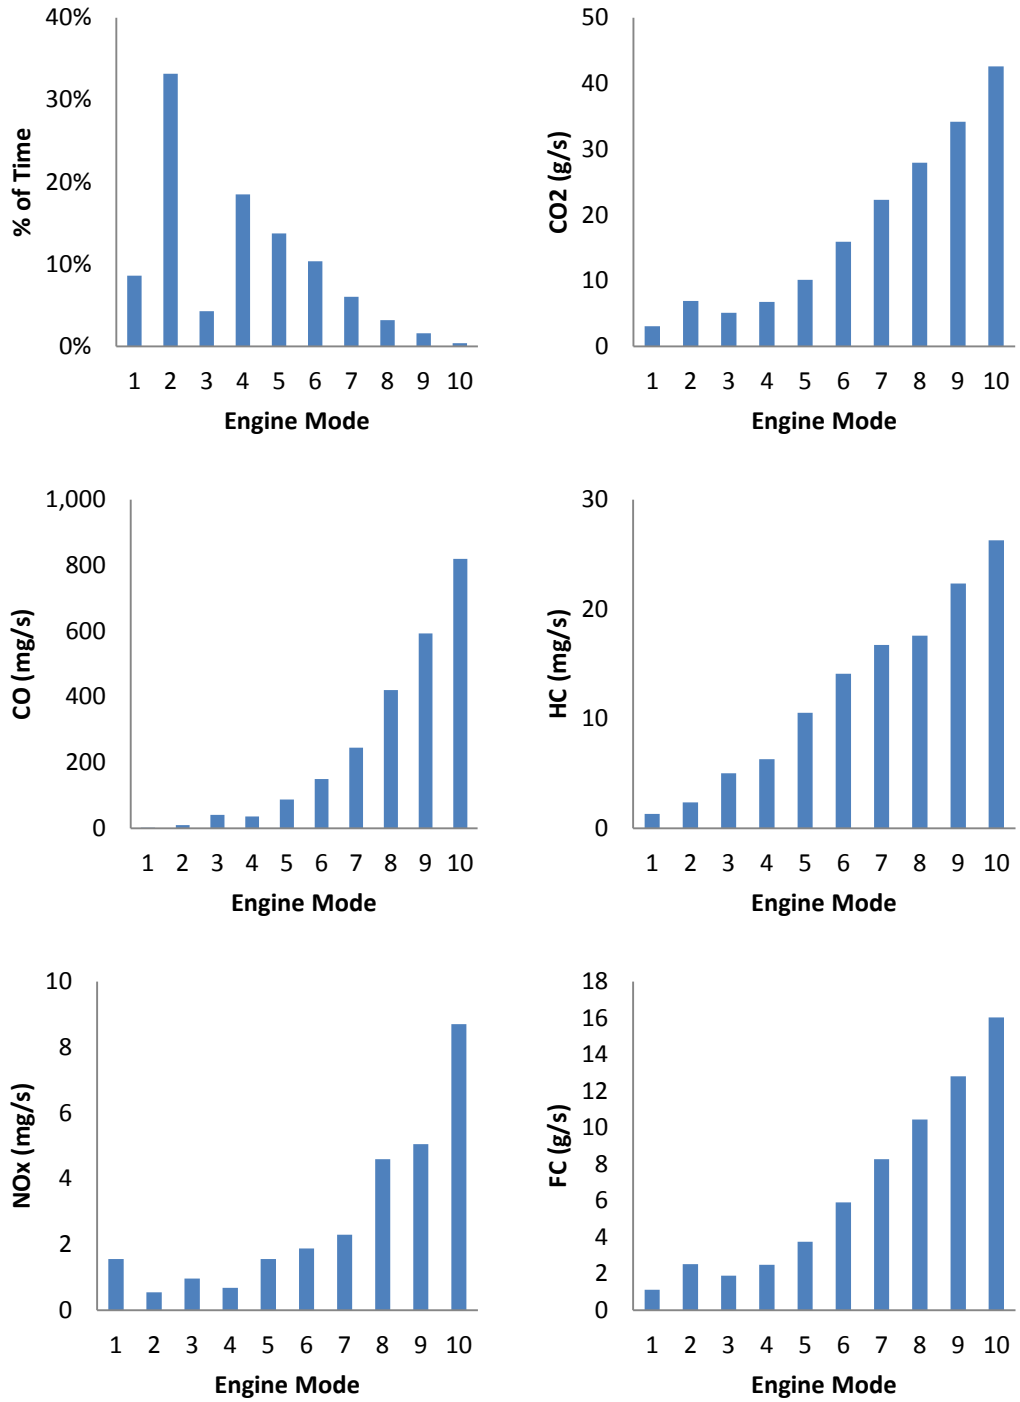 40%
30%
20%
10%
0%
% of Time
1 2 3 4 5 6 7 8 9 10
Engine Mode
50
40
30
20
10
0
CO2 (g/s)
1 2 3 4 5 6 7 8 9 10
Engine Mode
1,000
800
600
400
200
0
CO (mg/s)
1 2 3 4 5 6 7 8 9 10
Engine Mode
30
20
10
0
HC (mg/s)
1 2 3 4 5 6 7 8 9 10
Engine Mode
10
8
6
4
2
0
NOx (mg/s)
1 2 3 4 5 6 7 8 9 10
Engine Mode
18
16
14
12
10
8
6
4
2
0
FC (g/s)
1 2 3 4 5 6 7 8 9 10
Engine Mode